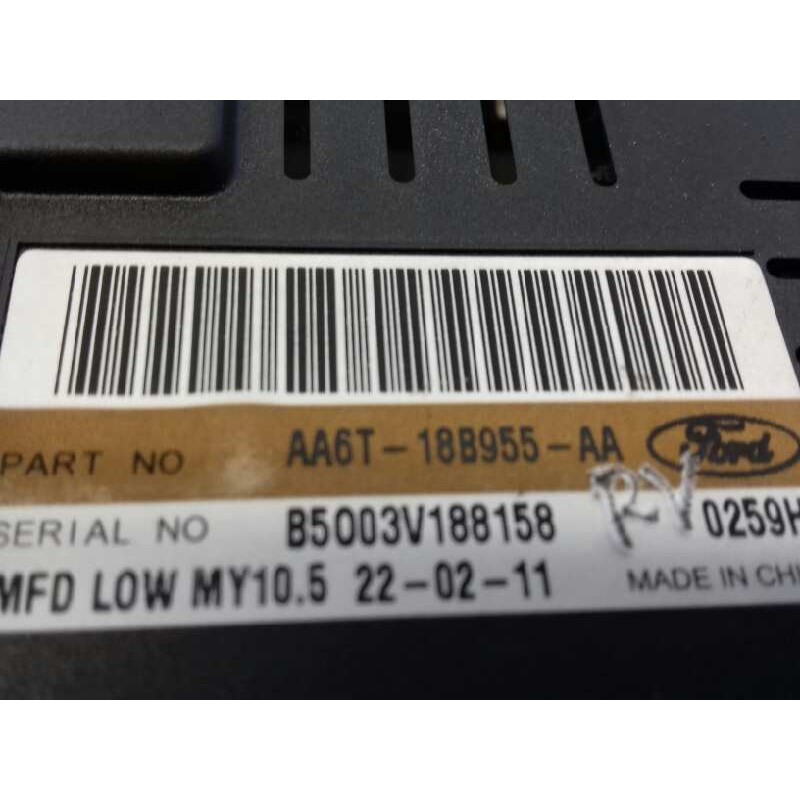 PART NO AA6T-18B955-AA Ford
SERIAL NO B5003V188158 RV 0259H
MFD LOW MY10.5 22-02-11 MADE IN CHI